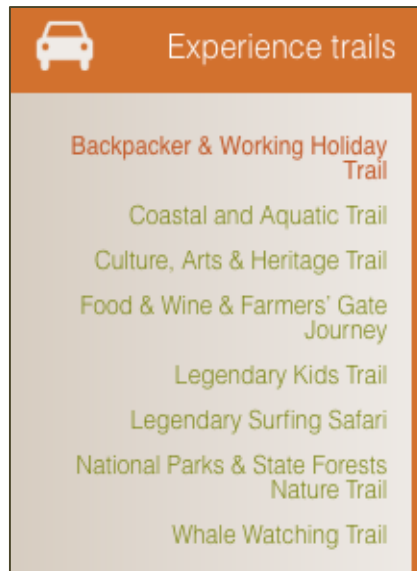 Experience trails
Backpacker & Working Holiday
Trail
Coastal and Aquatic Trail
Culture, Arts & Heritage Trail
Food & Wine & Farmers' Gate
Journey
Legendary Kids Trail
Legendary Surfing Safari
National Parks & State Forests
Nature Trail
Whale Watching Trail